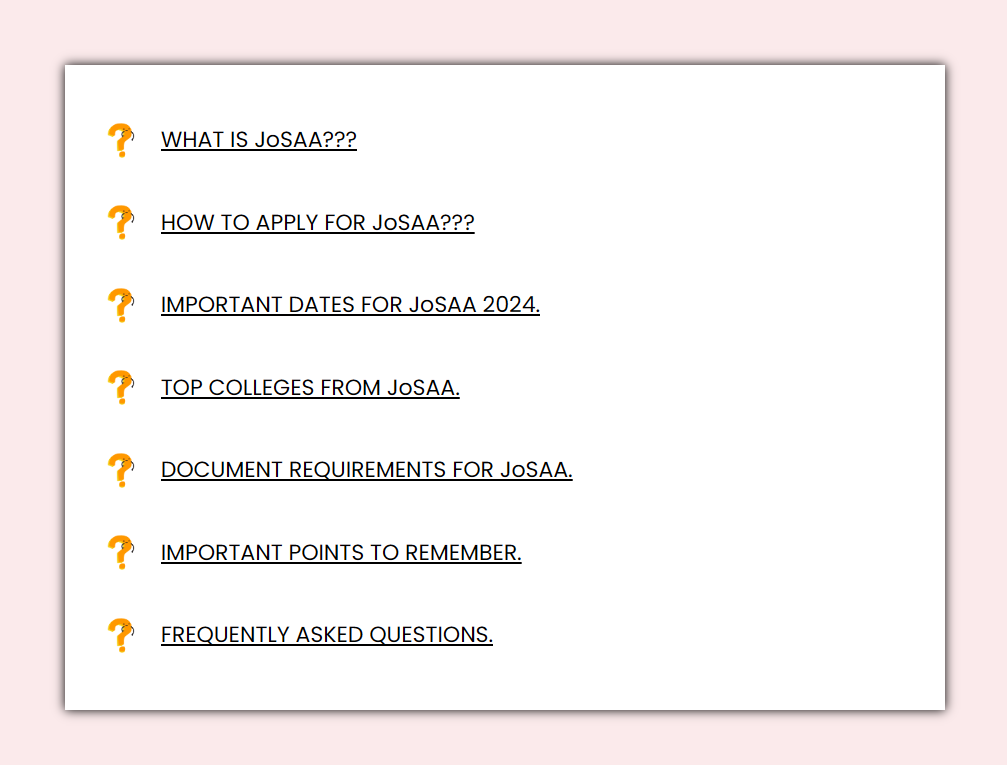 WHAT IS JoSAA???
HOW TO APPLY FOR JoSAA???
IMPORTANT DATES FOR JoSAA 2024.
TOP COLLEGES FROM JoSAA.
DOCUMENT REQUIREMENTS FOR JoSAA.
IMPORTANT POINTS TO REMEMBER.
FREQUENTLY ASKED QUESTIONS.